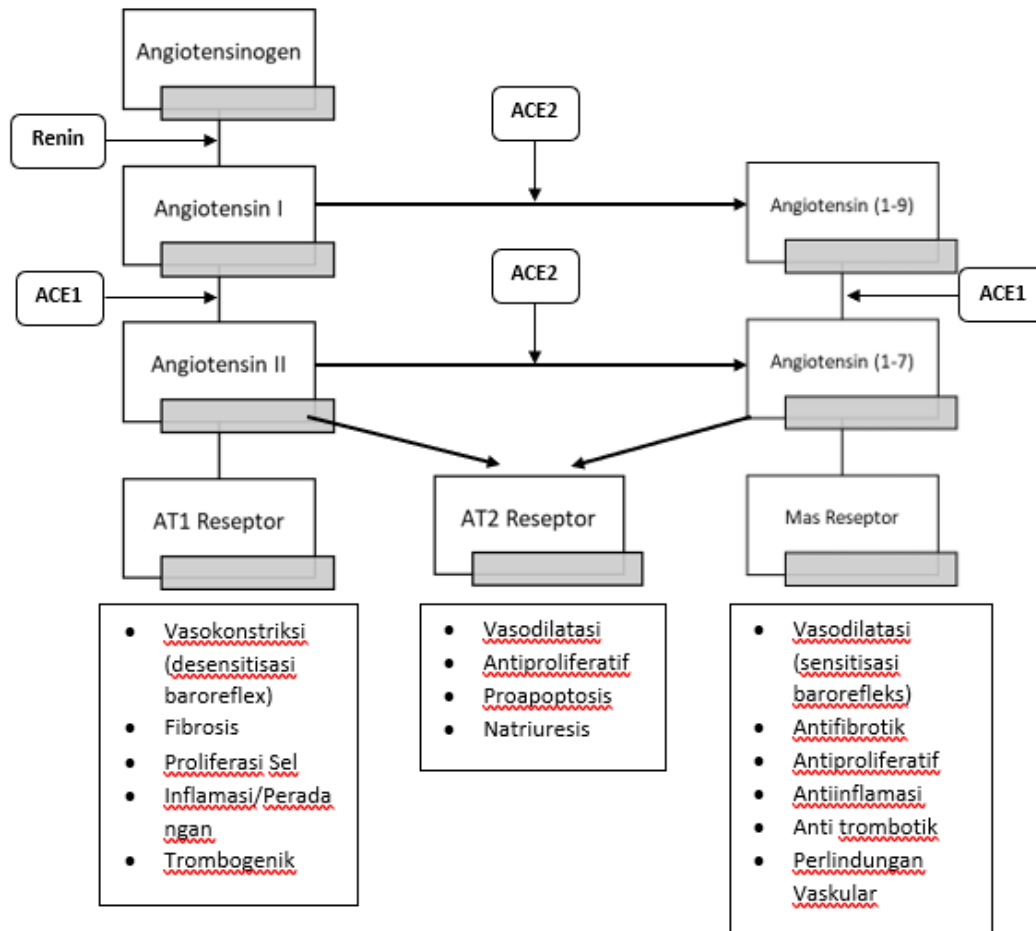 Angiotensinogen
Renin
ACE2
Angiotensin I
Angiotensin (1-9)
ACE1
ACE2
ACE1
Angiotensin II
Angiotensin (1-7)
AT1 Reseptor
AT2 Reseptor
Mas Reseptor
• Vasokonstriksi
(desensitisasi
baroreflex)
• Fibrosis
• Proliferasi Sel
• Inflamasi/Perada
ngan
• Trombogenik
• Vasodilatasi
• Antiproliferatif
• Proapoptosis
• Natriuresis
• Vasodilatasi
(sensitisasi
barorefleks)
• Antifibrotik
• Antiproliferatif
• Antiinflamasi
• Anti trombotik
• Perlindungan
Vaskular